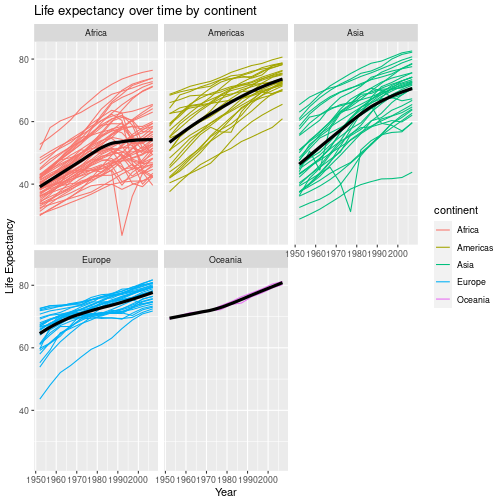 Life expectancy over time by continent
Africa
Americas
Asia
80
60
40
1950 1960 1970 1980 1990 2000
continent
Africa
Americas
Asia
Europe
Oceania
Life Expectancy
Europe
Oceania
80
60
40
1950 1960 1970 1980 1990 2000
1950 1960 1970 1980 1990 2000
Year